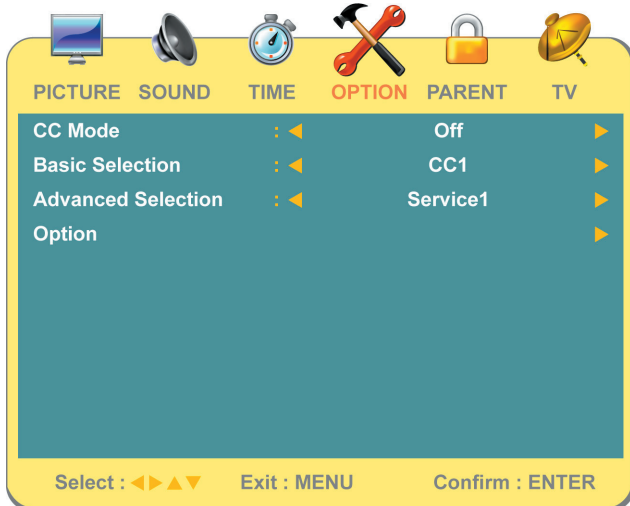 PICTURE SOUND TIME OPTION PARENT TV
CC Mode : Off
Basic Selection : CC1
Advanced Selection : Service1
Option
Select : Exit : MENU Confirm : ENTER